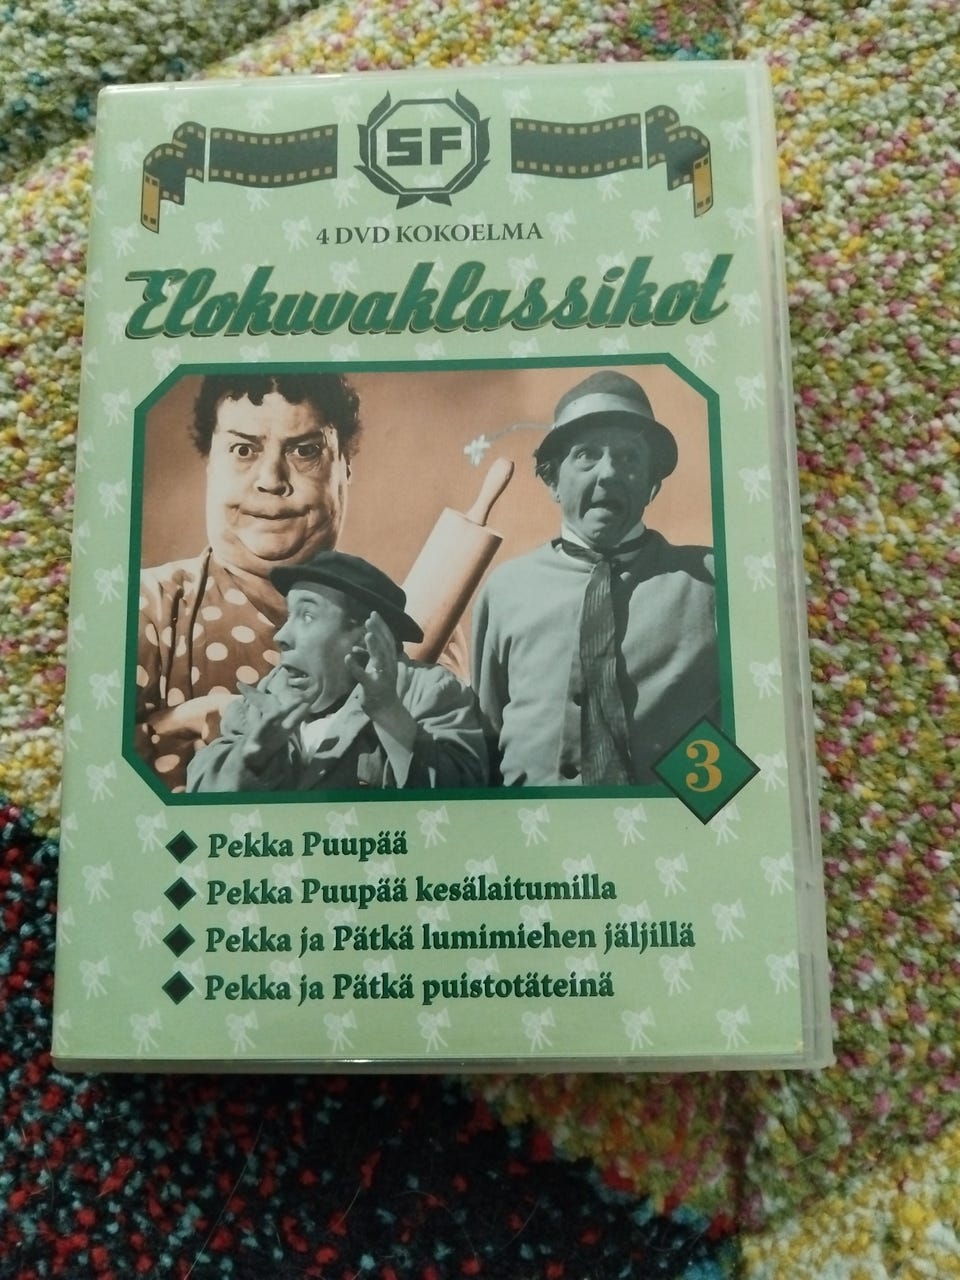 SF
4 DVD KOKOELMA
Elokuvaklassikot
3
Pekka Puupää
Pekka Puupää kesälaitumilla
Pekka ja Pätkä lumimiehen jäljillä
Pekka ja Pätkä puistotäteinä